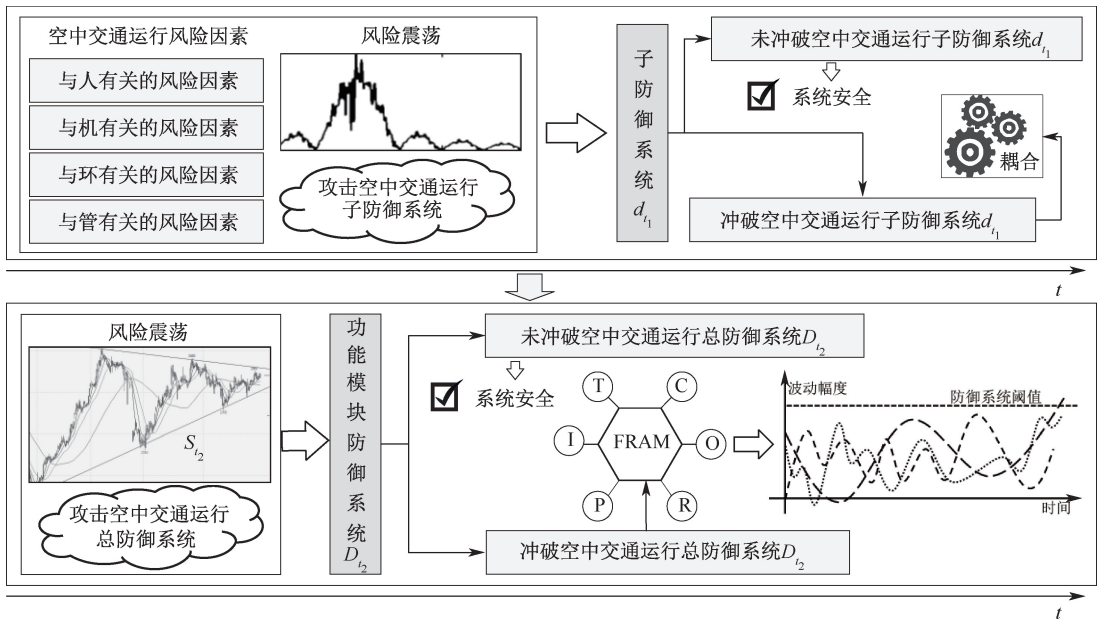 空中交通运行风险因素
与人有关的风险因素
与机有关的风险因素
与环有关的风险因素
与管有关的风险因素
风险震荡
攻击空中交通运行
子防御系统
子防御系统d_{t_1}
未冲破空中交通运行子防御系统d_{t_1}
系统安全
耦合
冲破空中交通运行子防御系统d_{t_1}
t
风险震荡
S_{t_2}
攻击空中交通运行
总防御系统
功能模块防御系统D_{t_2}
未冲破空中交通运行总防御系统D_{t_2}
系统安全
T
C
I
FRAM
O
P
R
冲破空中交通运行总防御系统D_{t_2}
波动幅度
防御系统阈值
时间
t